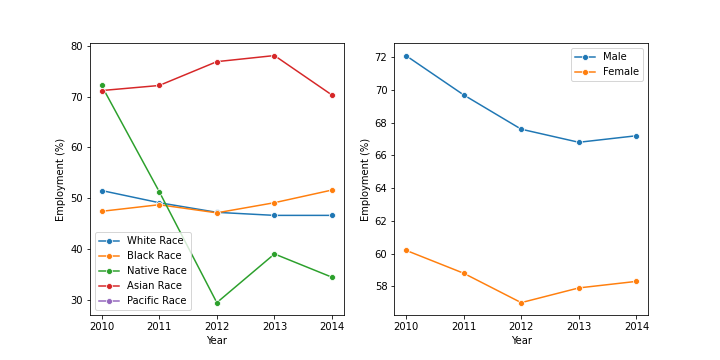 80
70
60
50
40
30
Employment (%)
White Race
Black Race
Native Race
Asian Race
Pacific Race
2010 2011 2012 2013 2014
Year
72
70
68
66
64
62
60
58
Employment (%)
Male
Female
2010 2011 2012 2013 2014
Year